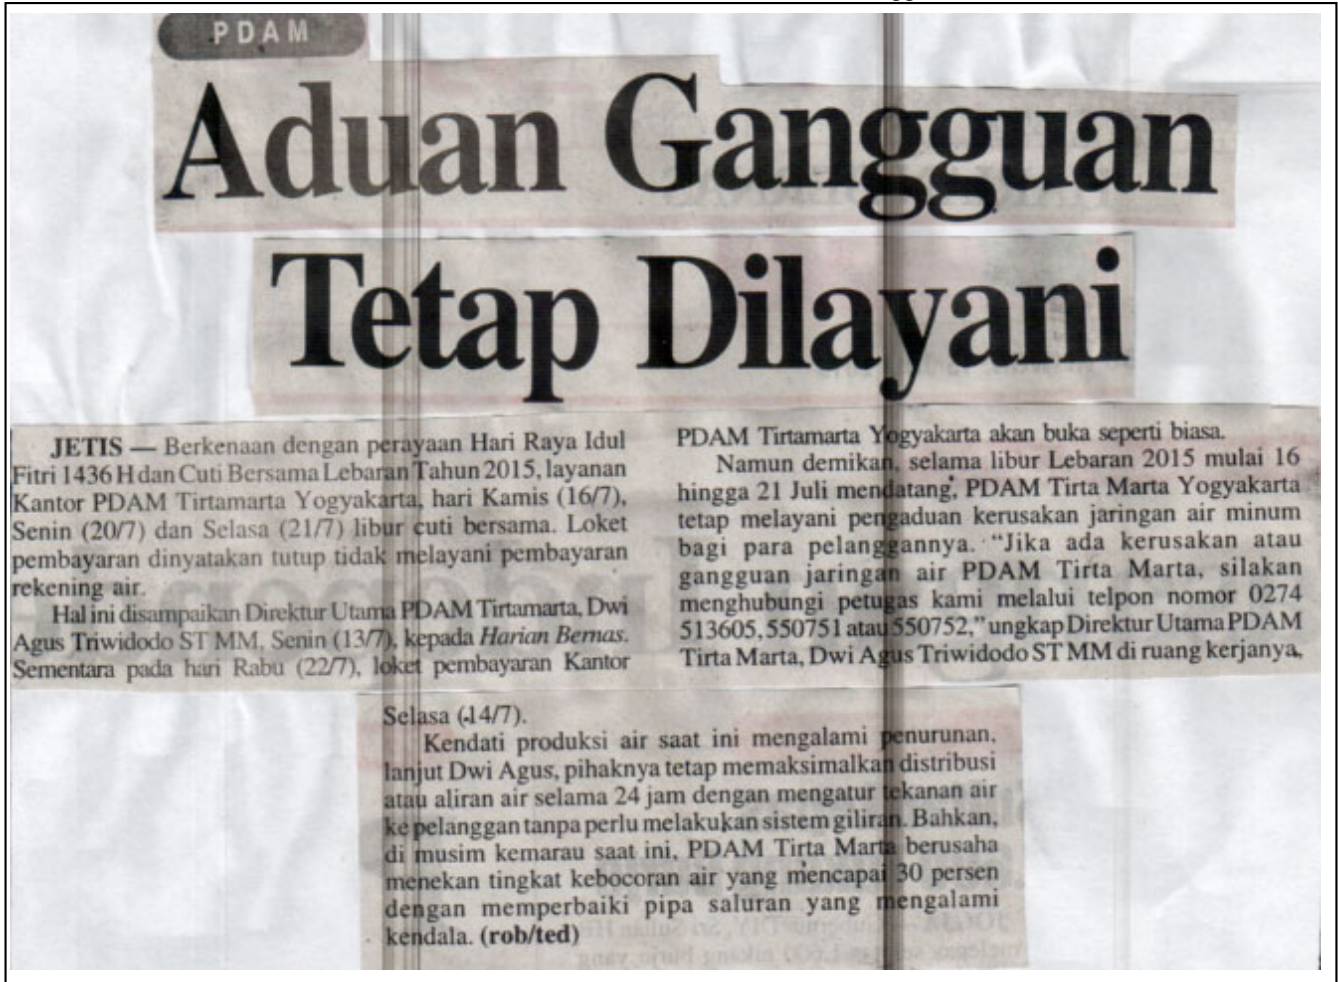 PDAM
Aduan Gangguan
Tetap Dilayani
JETIS — Berkenaan dengan perayaan Hari Raya Idul
Fitri 1436 H dan Cuti Bersama Lebaran Tahun 2015, layanan
Kantor PDAM Tirtamarta Yogyakarta, hari Kamis (16/7),
Senin (20/7) dan Selasa (21/7) libur cuti bersama. Loket
pembayaran dinyatakan tutup tidak melayani pembayaran
rekening air.
Hal ini disampaikan Direktur Utama PDAM Tirtamarta, Dwi
Agus Triwidodo ST MM, Senin (13/7), kepada Harian Bernas.
Sementara pada hari Rabu (22/7), loket pembayaran Kantor
PDAM Tirtamarta Yogyakarta akan buka seperti biasa.
Namun demikan, selama libur Lebaran 2015 mulai 16
hingga 21 Juli mendatang, PDAM Tirta Marta Yogyakarta
tetap melayani pengaduan kerusakan jaringan air minum
bagi para pelanggannya. "Jika ada kerusakan atau
gangguan jaringan air PDAM Tirta Marta, silakan
menghubungi petugas kami melalui telpon nomor 0274
513605, 550751 atau 550752," ungkap Direktur Utama PDAM
Tirta Marta, Dwi Agus Triwidodo ST MM di ruang kerjanya,
Selasa (14/7).
Kendati produksi air saat ini mengalami penurunan,
lanjut Dwi Agus, pihaknya tetap memaksimalkan distribusi
atau aliran air selama 24 jam dengan mengatur tekanan air
ke pelanggan tanpa perlu melakukan sistem giliran. Bahkan,
di musim kemarau saat ini, PDAM Tirta Marta berusaha
menekan tingkat kebocoran air yang mencapai 30 persen
dengan memperbaiki pipa saluran yang mengalami
kendala. (rob/ted)